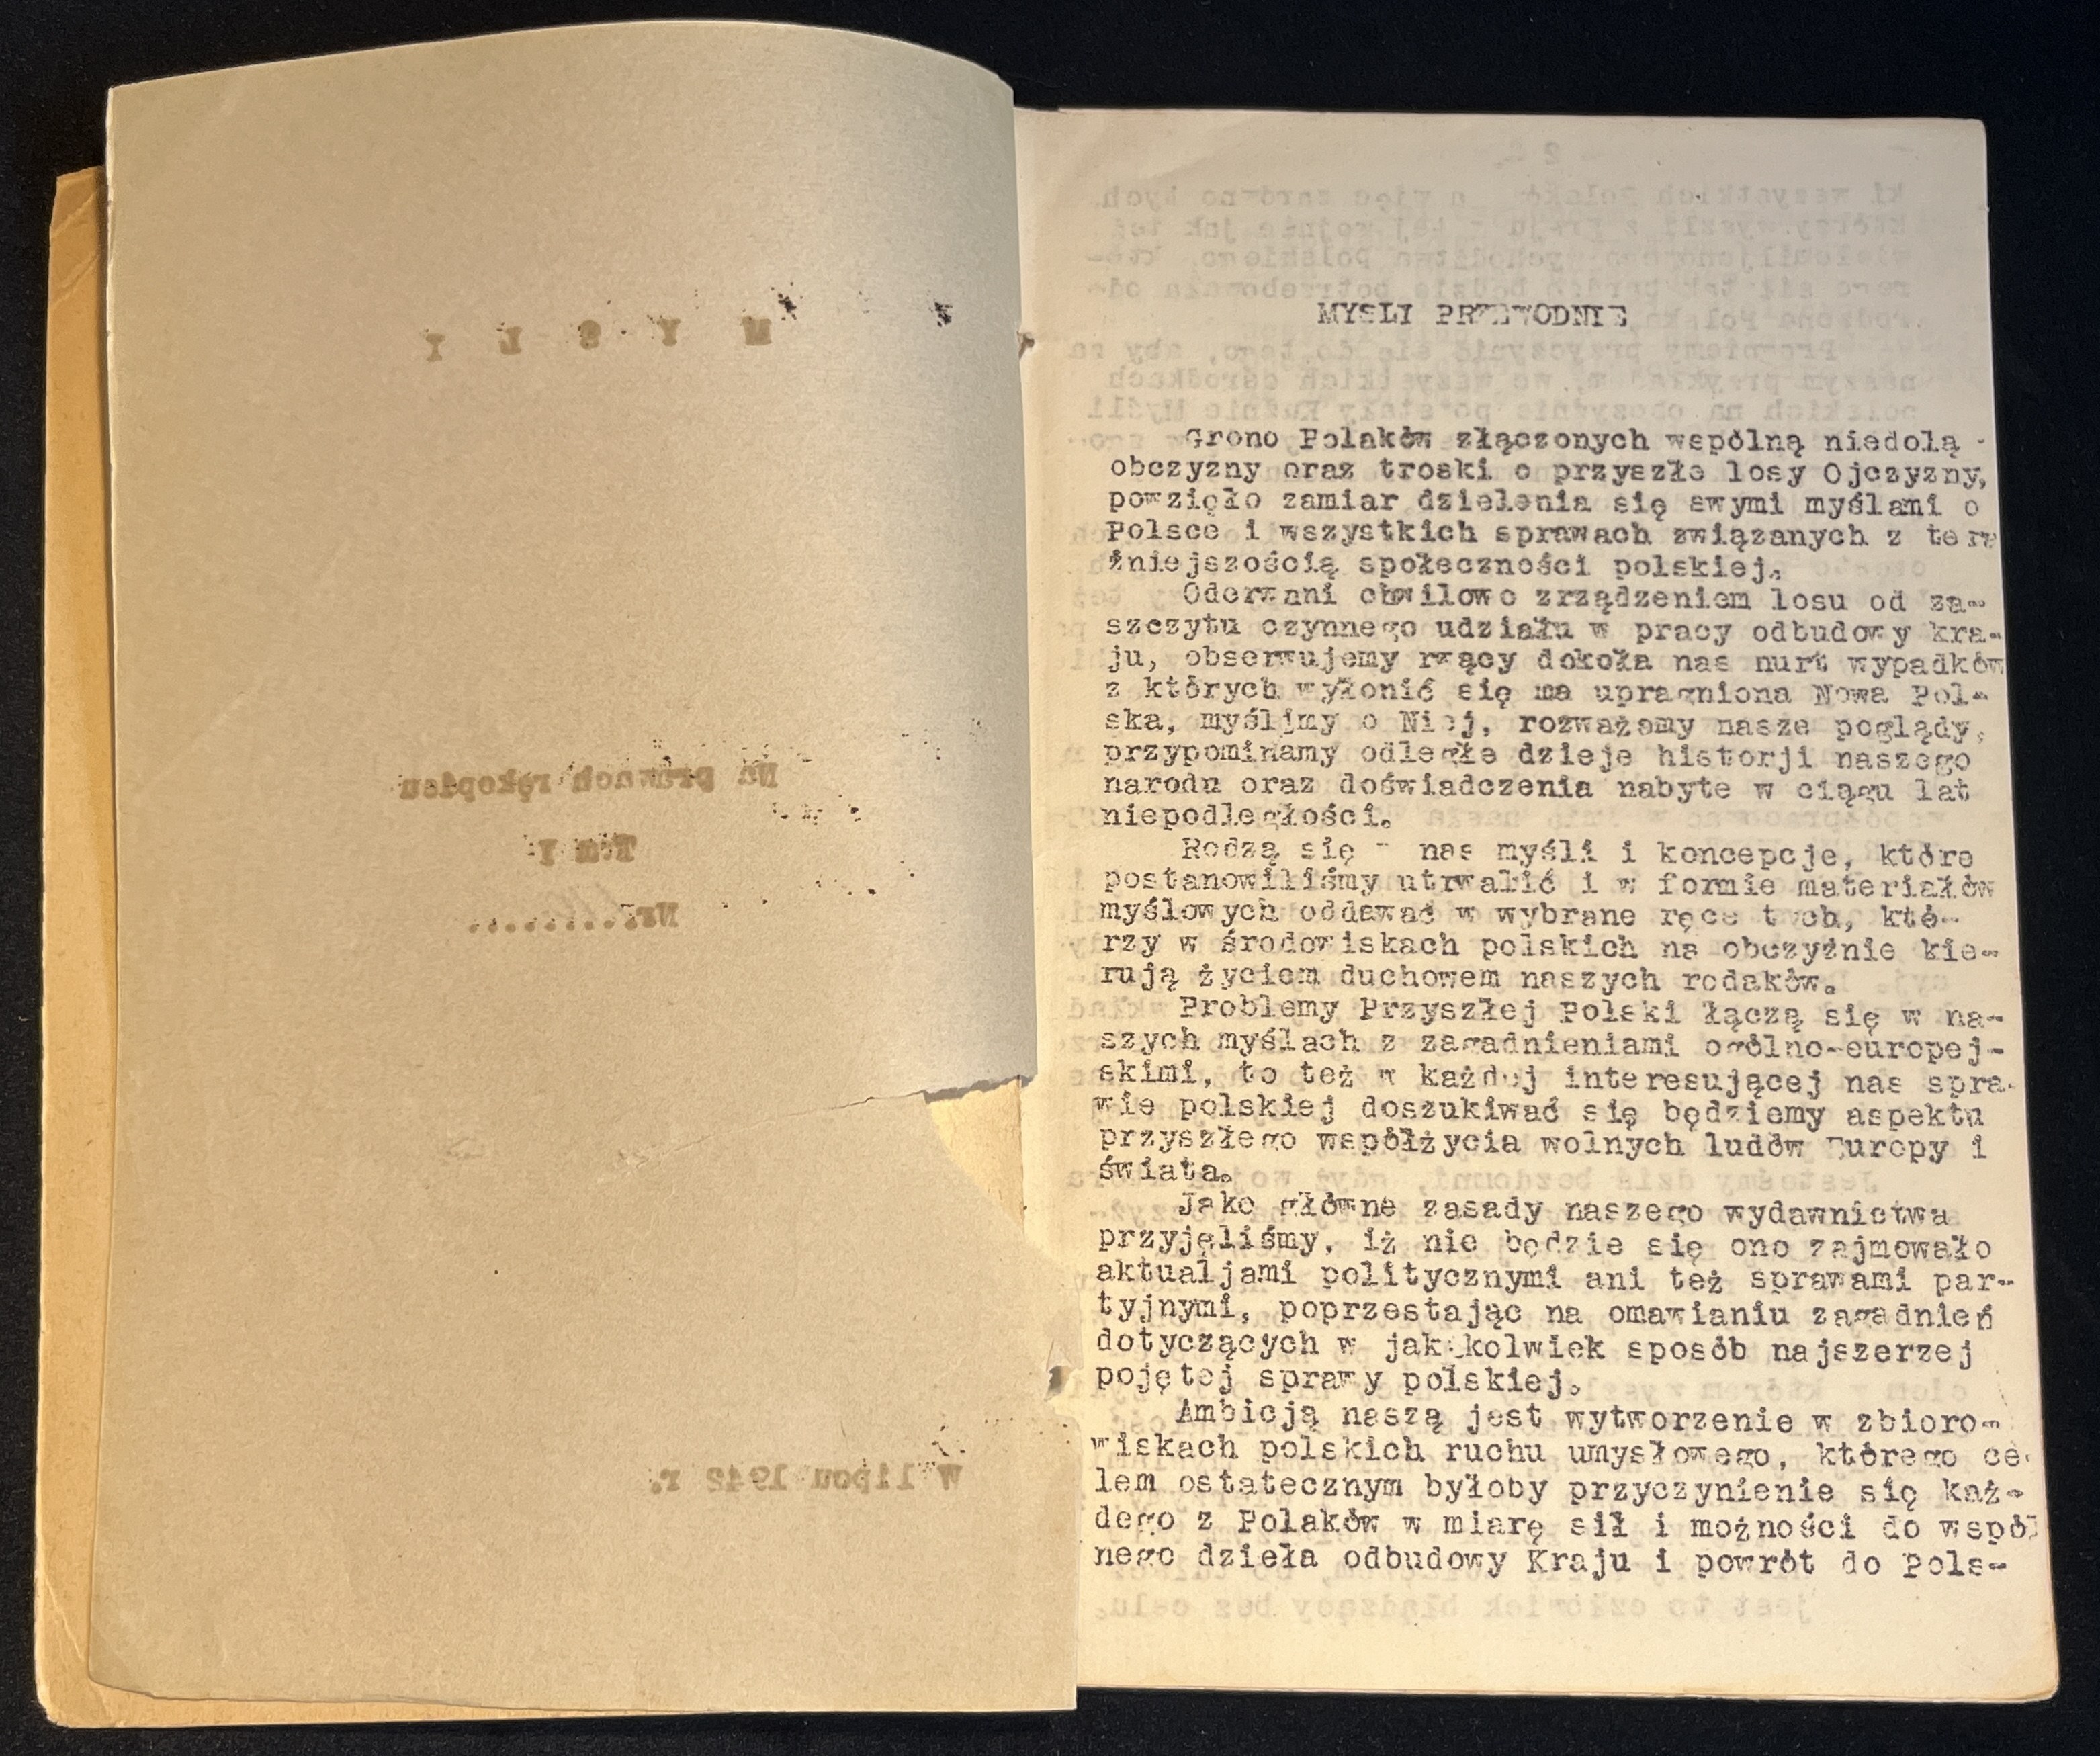 M Y S L I
Na prawach rękopisu
Tom I
Nr..........
W lipcu 1942 r.
MYSLI PRZEWODNIE
Grono Polaków złączonych wspólną niedolą
obczyzny oraz troski o przyszłe losy Ojczyzny,
powzięło zamiar dzielenia się swymi myślami o
Polsce i wszystkich sprawach związanych z tera
źniejszością społeczności polskiej.
Oderwani chwilowo zrządzeniem losu od za-
szczytu czynnego udziału w pracy odbudowy kra-
ju, obserwujemy rwący dokoła nas nurt wypadków
z których wyłonić się ma upragniona Nowa Pol-
ska, myślimy o Niej, rozważamy nasze poglądy,
przypominamy odległe dzieje historji naszego
narodu oraz doświadczenia nabyte w ciągu lat
niepodległości.
Rodzą się - nas myśli i koncepcje, które
postanowiliśmy utrwalić i w formie materiałów
myślowych oddawać w wybrane ręce tych, któ-
rzy w środowiskach polskich na obczyźnie kie-
rują życiem duchowem naszych rodaków.
Problemy Przyszłej Polski łączą się w na-
szych myślach z zagadnieniami ogólno-europej-
skimi, to też w każdej interesującej nas spra-
wie polskiej doszukiwać się będziemy aspektu
przyszłego współżycia wolnych ludów Europy i
świata.
Jako główne zasady naszego wydawnictwa
przyjęliśmy, iż nie będzie się ono zajmowało
aktualjami politycznymi ani też sprawami par-
tyjnymi, poprzestając na omawianiu zagadnień
dotyczących w jakikolwiek sposób najszerzej
pojętej sprawy polskiej.
Ambicją naszą jest wytworzenie w zbioro-
wiskach polskich ruchu umysłowego, którego ce-
lem ostatecznym byłoby przyczynienie się każ-
dego z Polaków w miarę sił i możności do wspól
nego dzieła odbudowy Kraju i powrót do Pols-